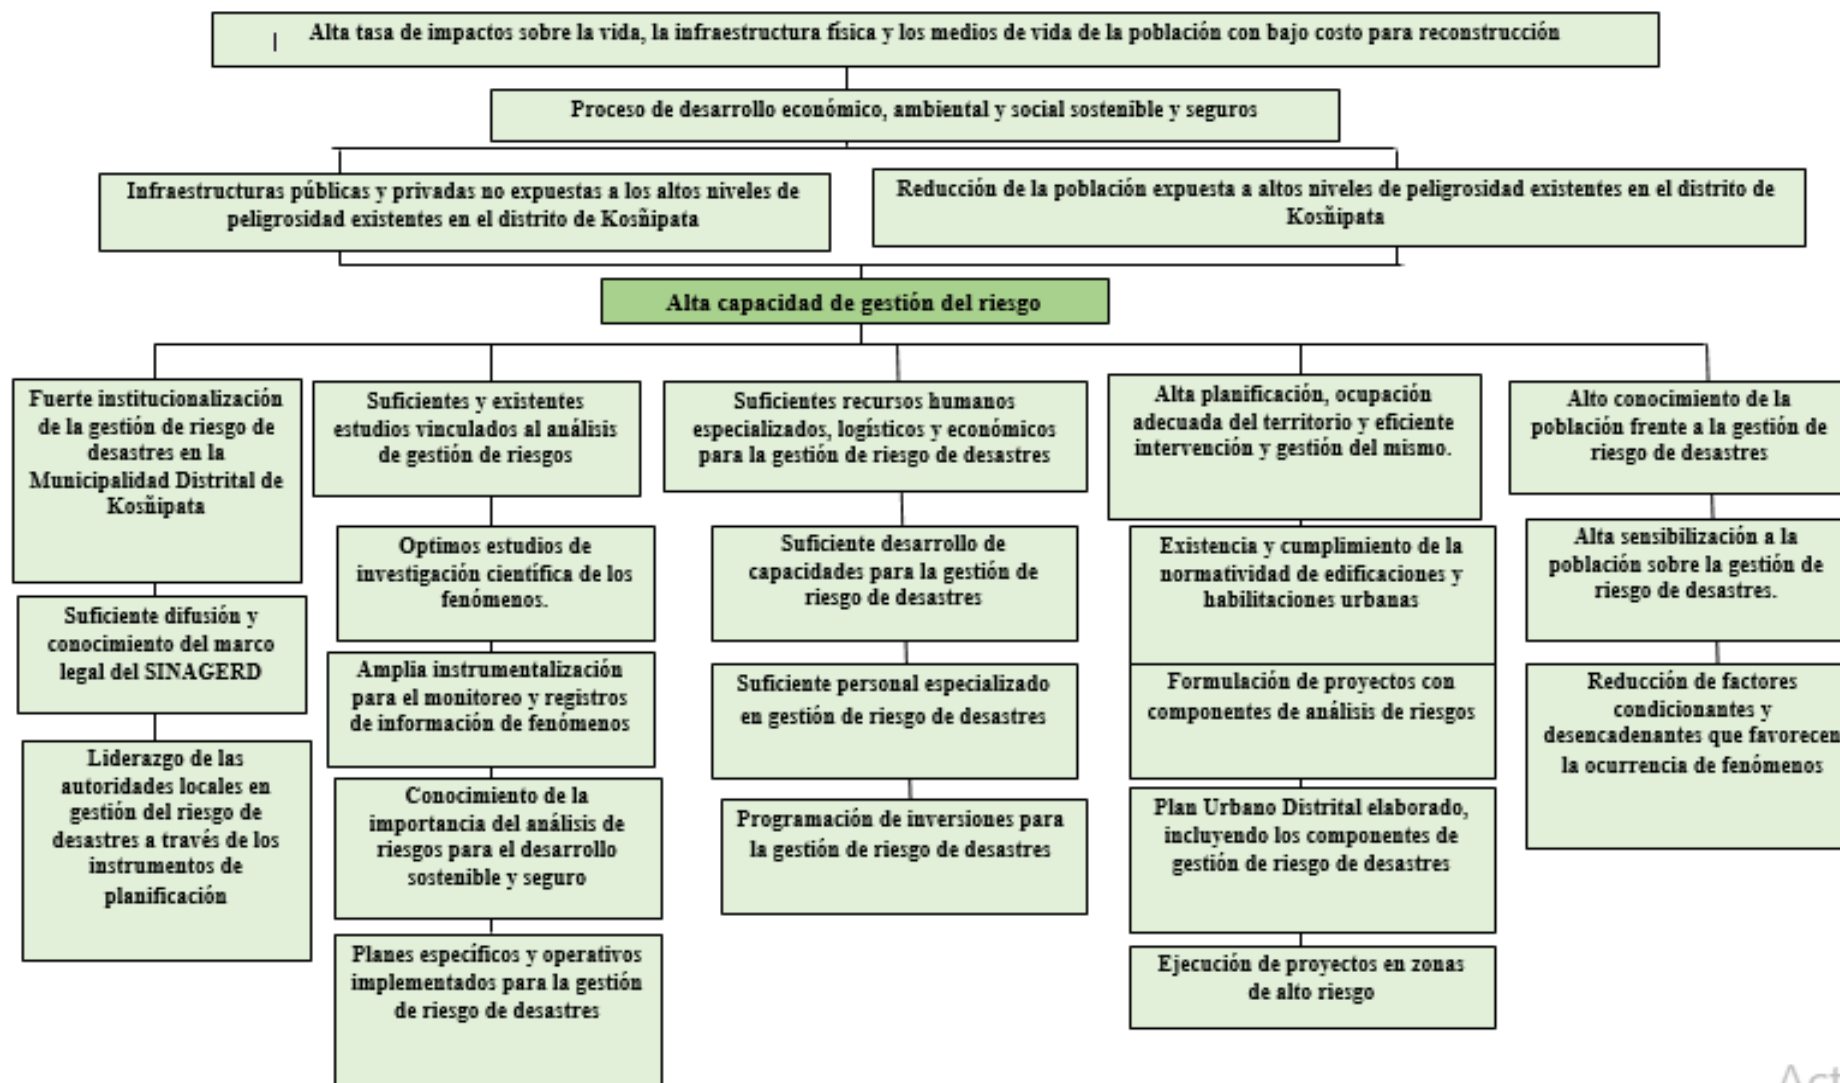 Alta tasa de impactos sobre la vida, la infraestructura física y los medios de vida de la población con bajo costo para reconstrucción
Proceso de desarrollo económico, ambiental y social sostenible y seguros
Infraestructuras públicas y privadas no expuestas a los altos niveles de
peligrosidad existentes en el distrito de Kosñipata
Reducción de la población expuesta a altos niveles de peligrosidad existentes en el distrito de
Kosñipata
Alta capacidad de gestión del riesgo
Fuerte institucionalización
de la gestión de riesgo de
desastres en la
Municipalidad Distrital de
Kosñipata
Suficiente difusión y
conocimiento del marco
legal del SINAGERD
Liderazgo de las
autoridades locales en
gestión del riesgo de
desastres a través de los
instrumentos de
planificación
Suficientes y existentes
estudios vinculados al análisis
de gestión de riesgos
Optimos estudios de
investigación científica de los
fenómenos.
Amplia instrumentalización
para el monitoreo y registros
de información de fenómenos
Conocimiento de la
importancia del análisis de
riesgos para el desarrollo
sostenible y seguro
Planes específicos y operativos
implementados para la gestión
de riesgo de desastres
Suficientes recursos humanos
especializados, logísticos y económicos
para la gestión de riesgo de desastres
Suficiente desarrollo de
capacidades para la gestión de
riesgo de desastres
Suficiente personal especializado
en gestión de riesgo de desastres
Programación de inversiones para
la gestión de riesgo de desastres
Alta planificación, ocupación
adecuada del territorio y eficiente
intervención y gestión del mismo.
Existencia y cumplimiento de la
normatividad de edificaciones y
habilitaciones urbanas
Formulación de proyectos con
componentes de análisis de riesgos
Plan Urbano Distrital elaborado,
incluyendo los componentes de
gestión de riesgo de desastres
Ejecución de proyectos en zonas
de alto riesgo
Alto conocimiento de la
población frente a la gestión de
riesgo de desastres
Alta sensibilización a la
población sobre la gestión de
riesgo de desastres.
Reducción de factores
condicionantes y
desencadenantes que favorecen
la ocurrencia de fenómenos